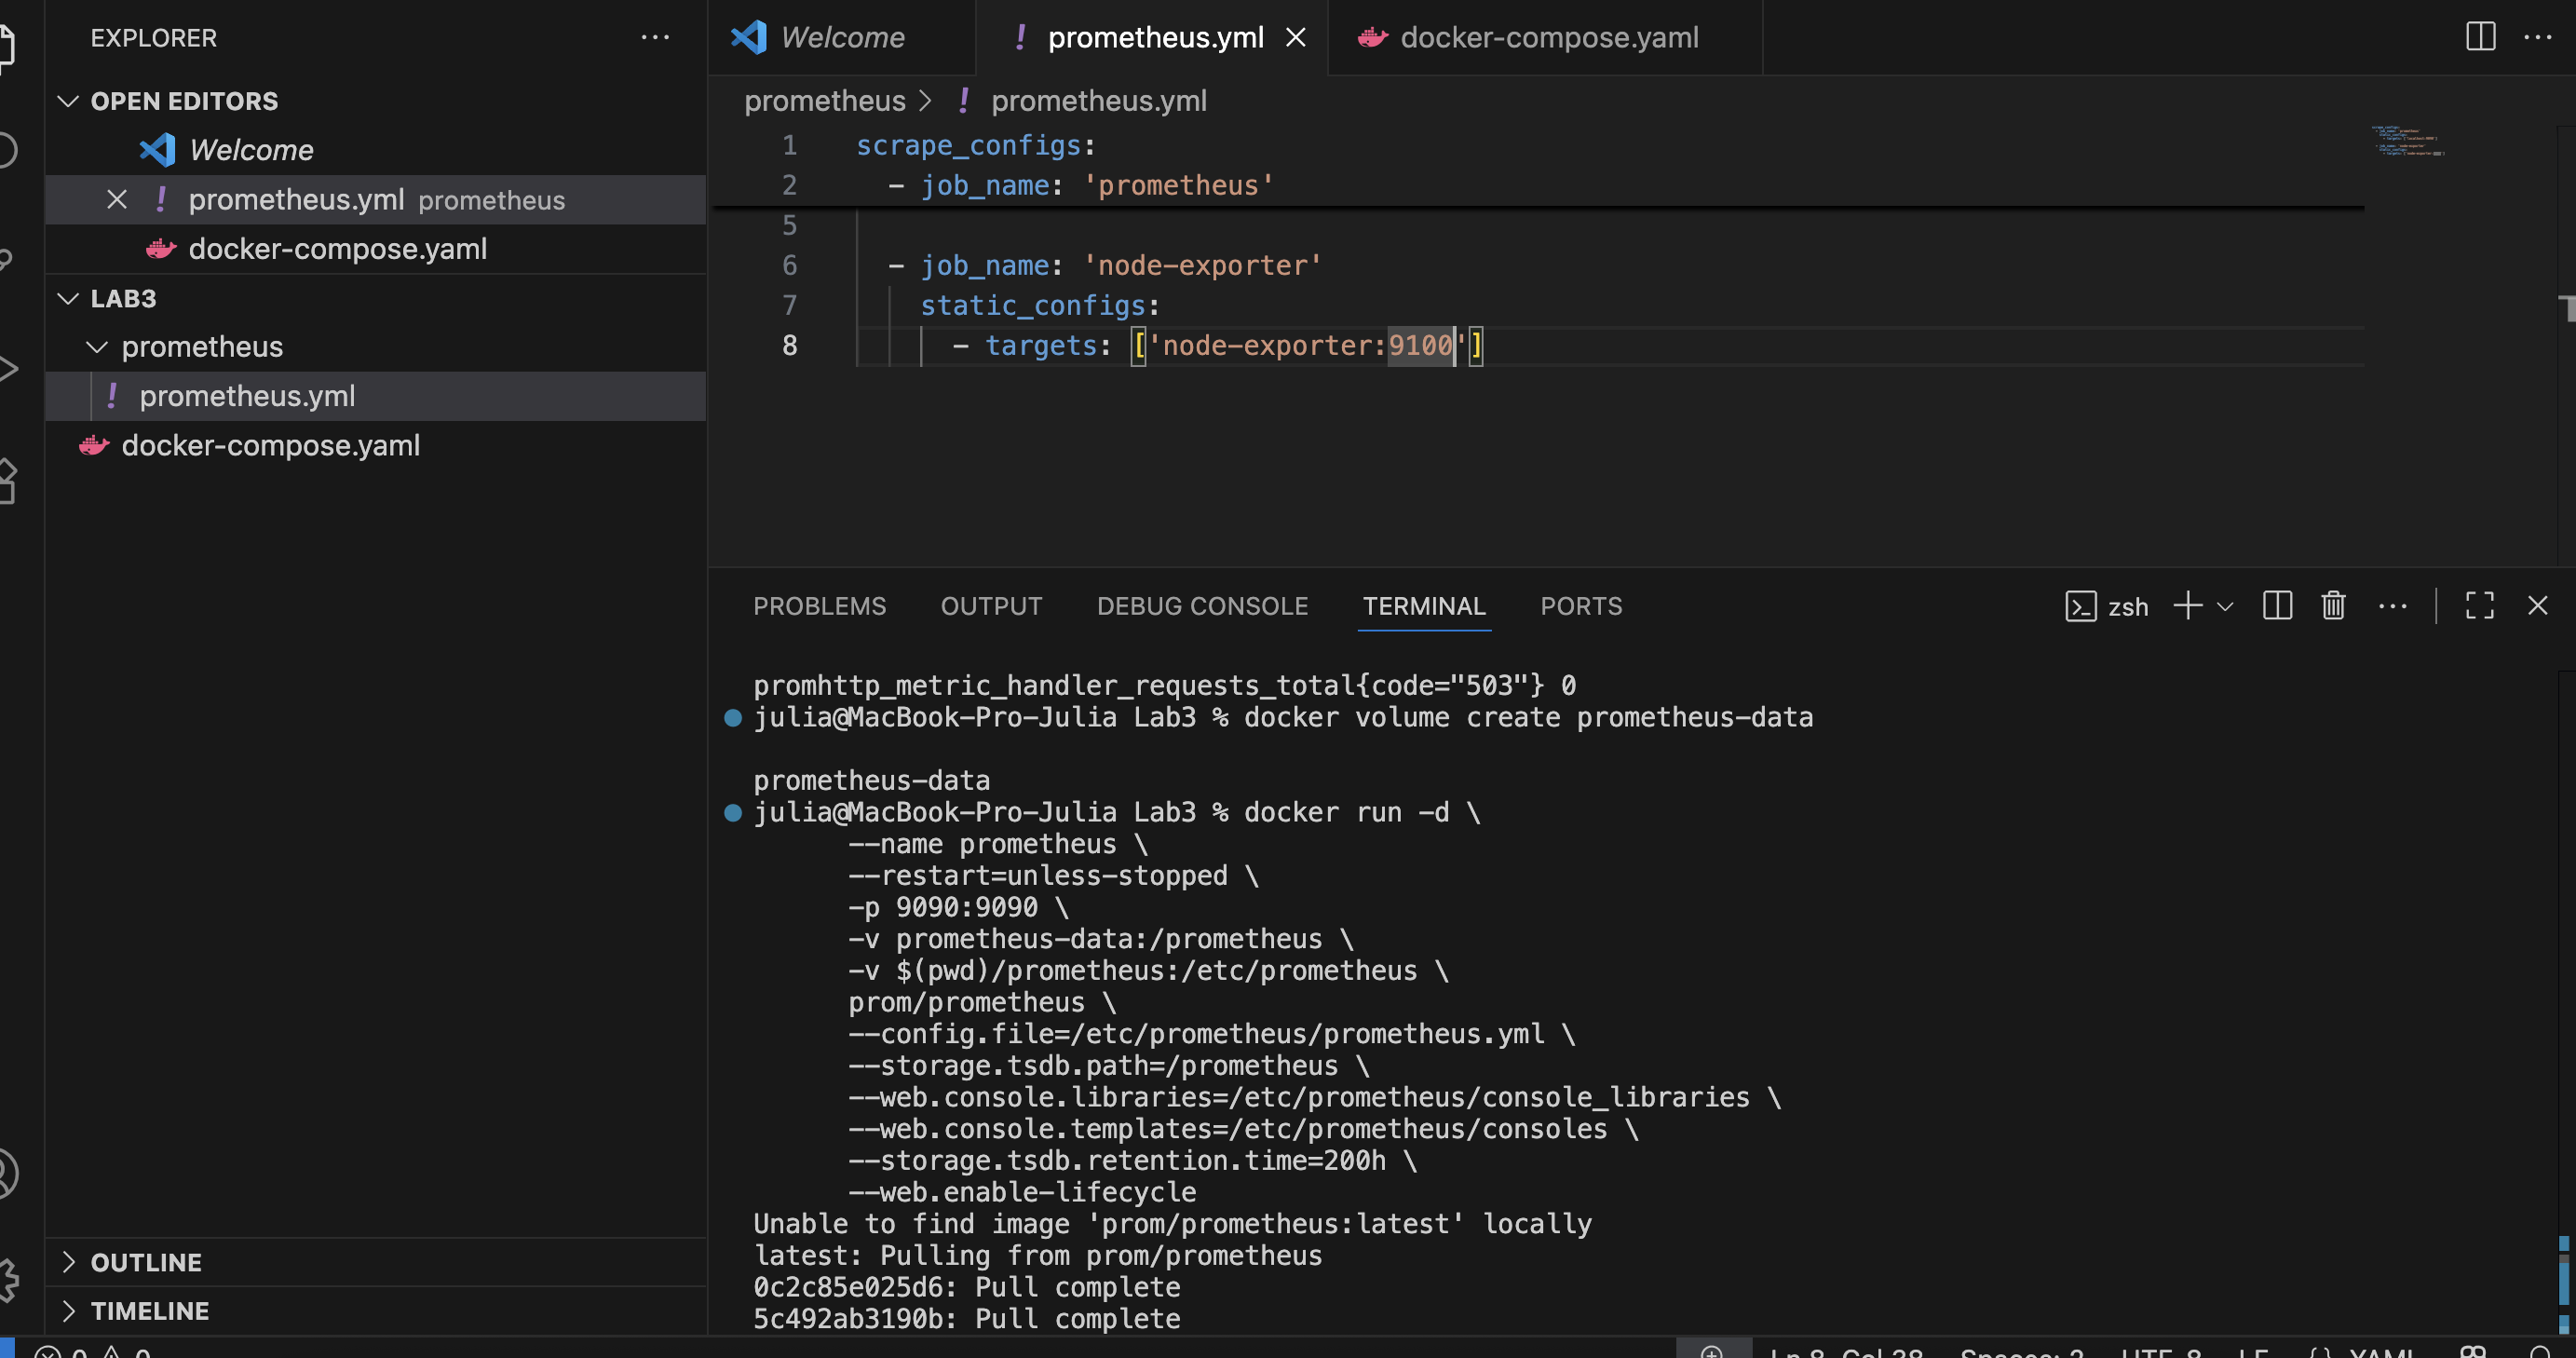 EXPLORER
OPEN EDITORS
Welcome
prometheus.yml prometheus
docker-compose.yaml
LAB3
prometheus
prometheus.yml
docker-compose.yaml
OUTLINE
TIMELINE
Welcome
prometheus.yml
docker-compose.yaml
prometheus > prometheus.yml
1 scrape_configs:
2 - job_name: 'prometheus'
5
6 - job_name: 'node-exporter'
7 static_configs:
8 - targets: ['node-exporter:9100']
PROBLEMS OUTPUT DEBUG CONSOLE TERMINAL PORTS
zsh
promhttp_metric_handler_requests_total{code="503"} 0
julia@MacBook-Pro-Julia Lab3 % docker volume create prometheus-data
prometheus-data
julia@MacBook-Pro-Julia Lab3 % docker run -d \
--name prometheus \
--restart=unless-stopped \
-p 9090:9090 \
-v prometheus-data:/prometheus \
-v $(pwd)/prometheus:/etc/prometheus \
prom/prometheus \
--config.file=/etc/prometheus/prometheus.yml \
--storage.tsdb.path=/prometheus \
--web.console.libraries=/etc/prometheus/console_libraries \
--web.console.templates=/etc/prometheus/consoles \
--storage.tsdb.retention.time=200h \
--web.enable-lifecycle
Unable to find image 'prom/prometheus:latest' locally
latest: Pulling from prom/prometheus
0c2c85e025d6: Pull complete
5c492ab3190b: Pull complete
0 0
Ln 8, Col 38 Spaces: 2 UTF-8 LF {} YAML